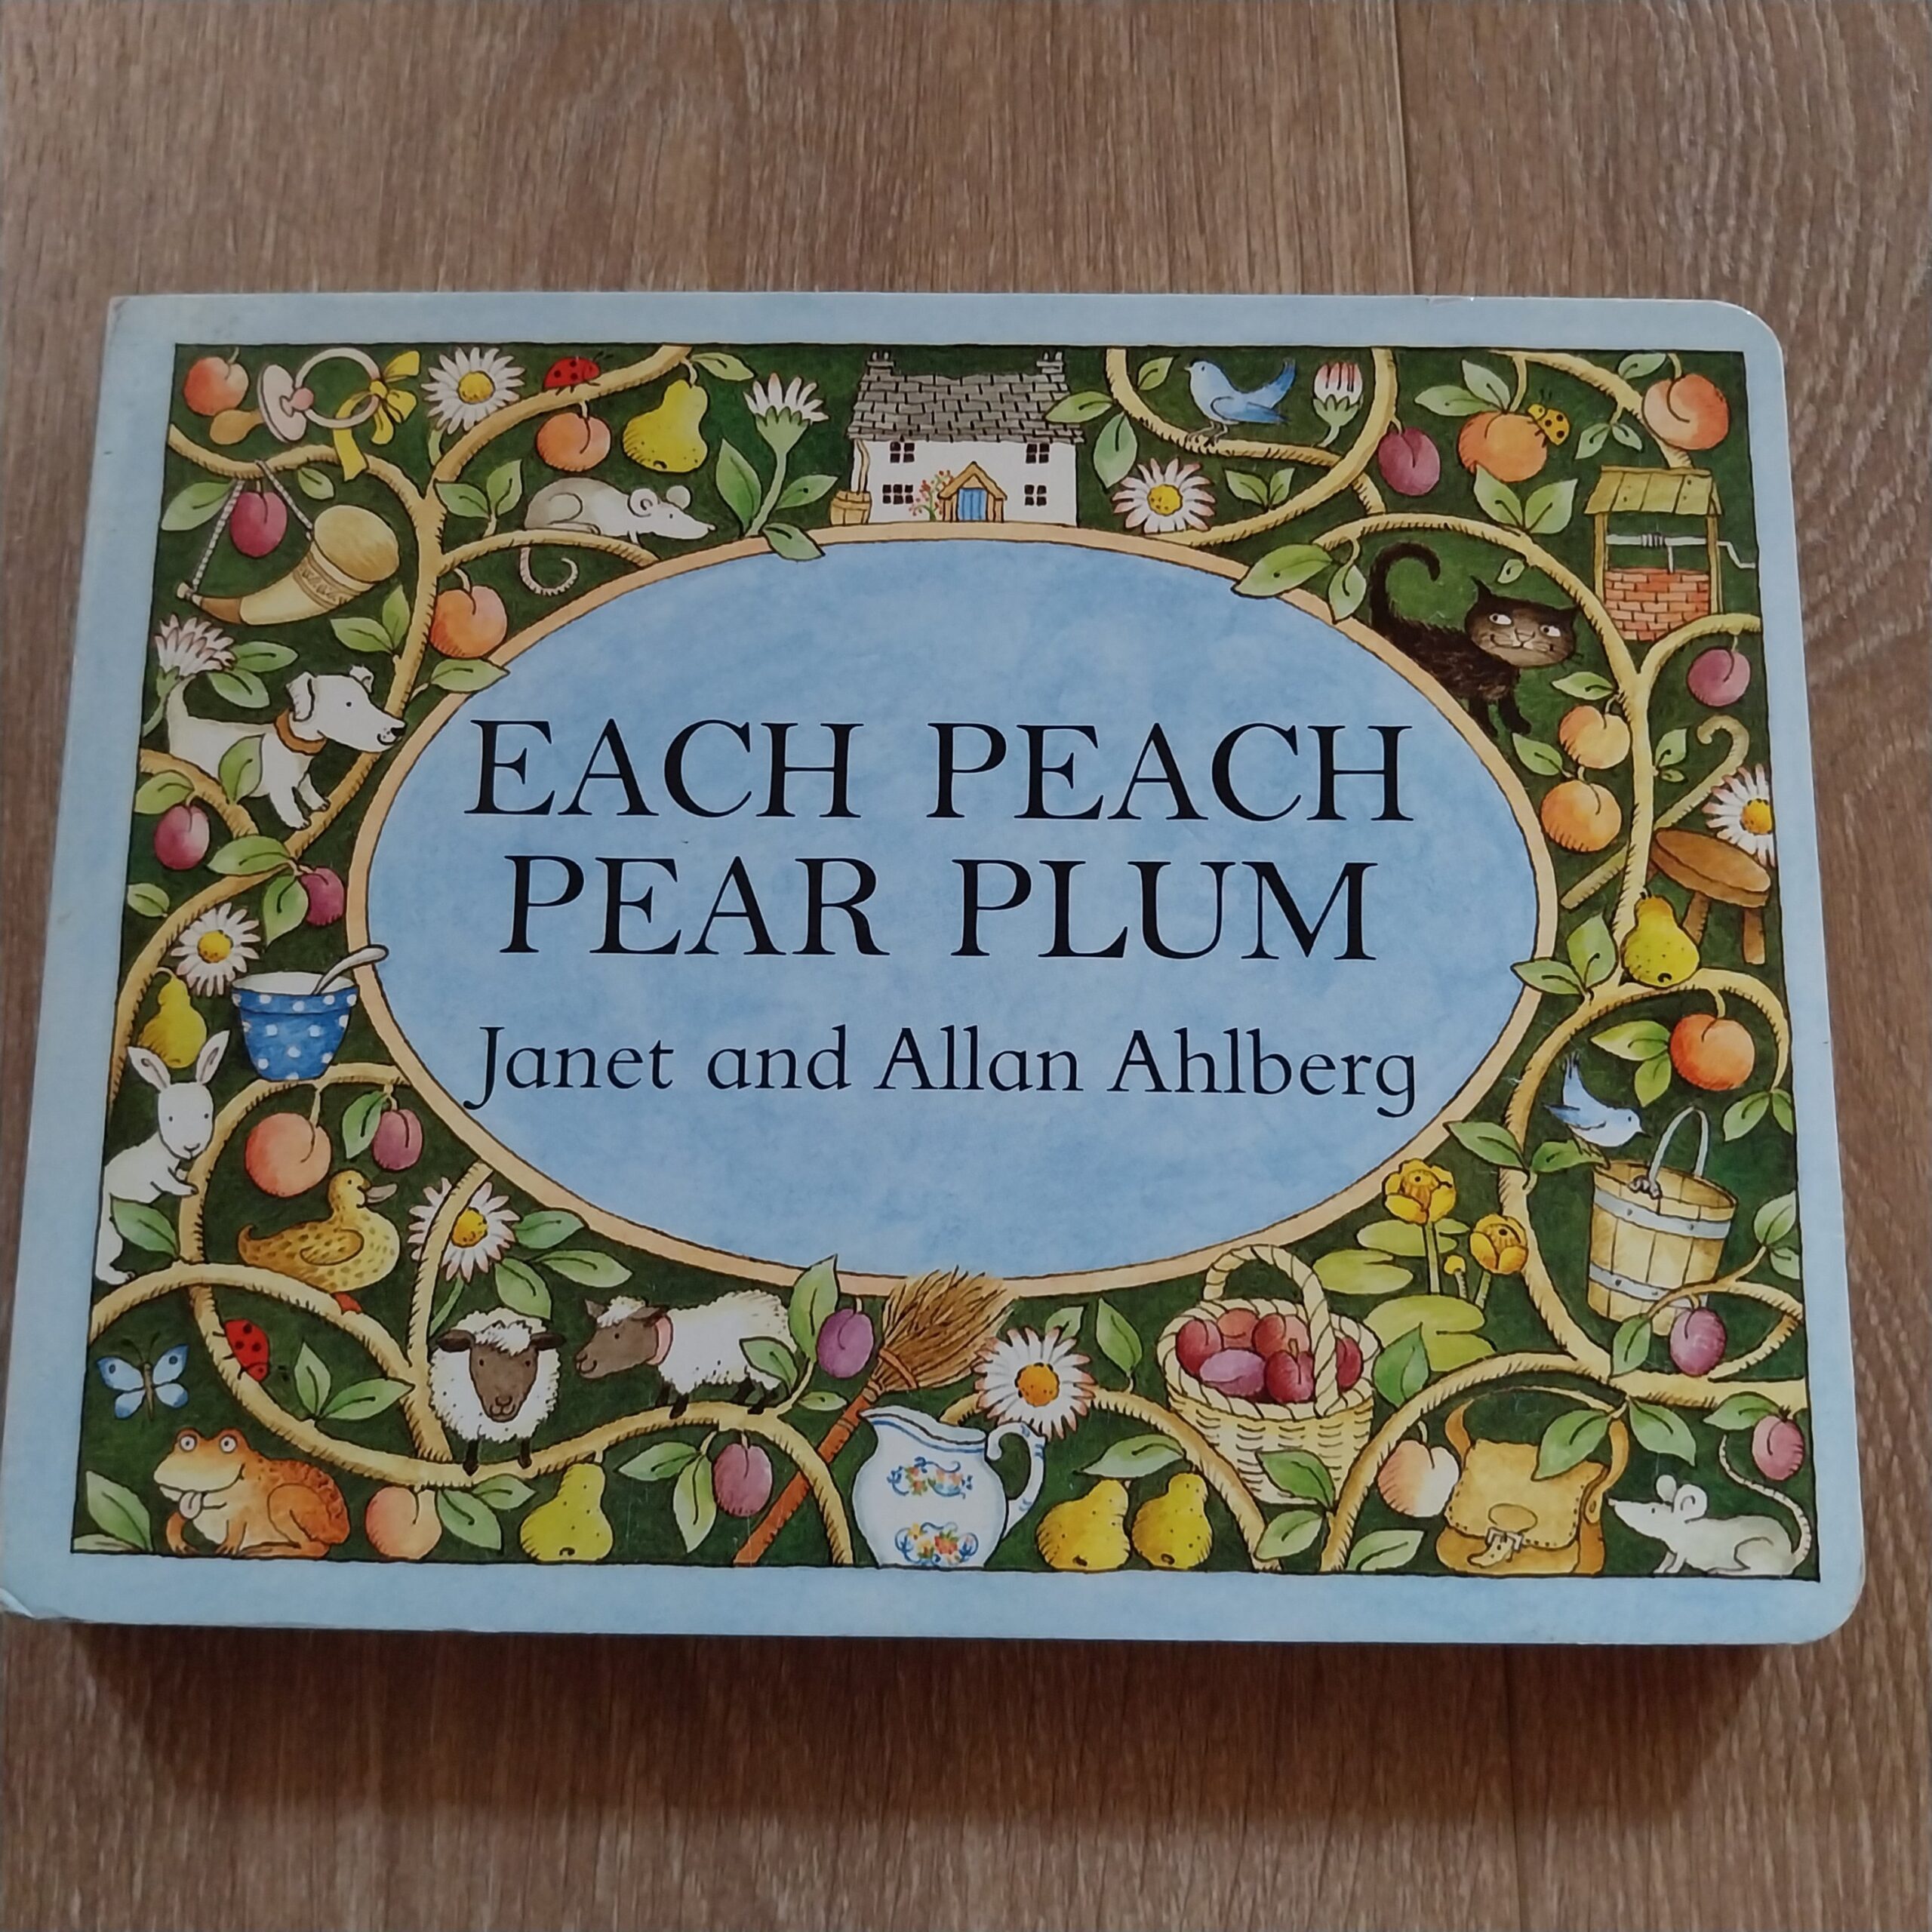 EACH PEACH
PEAR PLUM
Janet and Allan Ahlberg